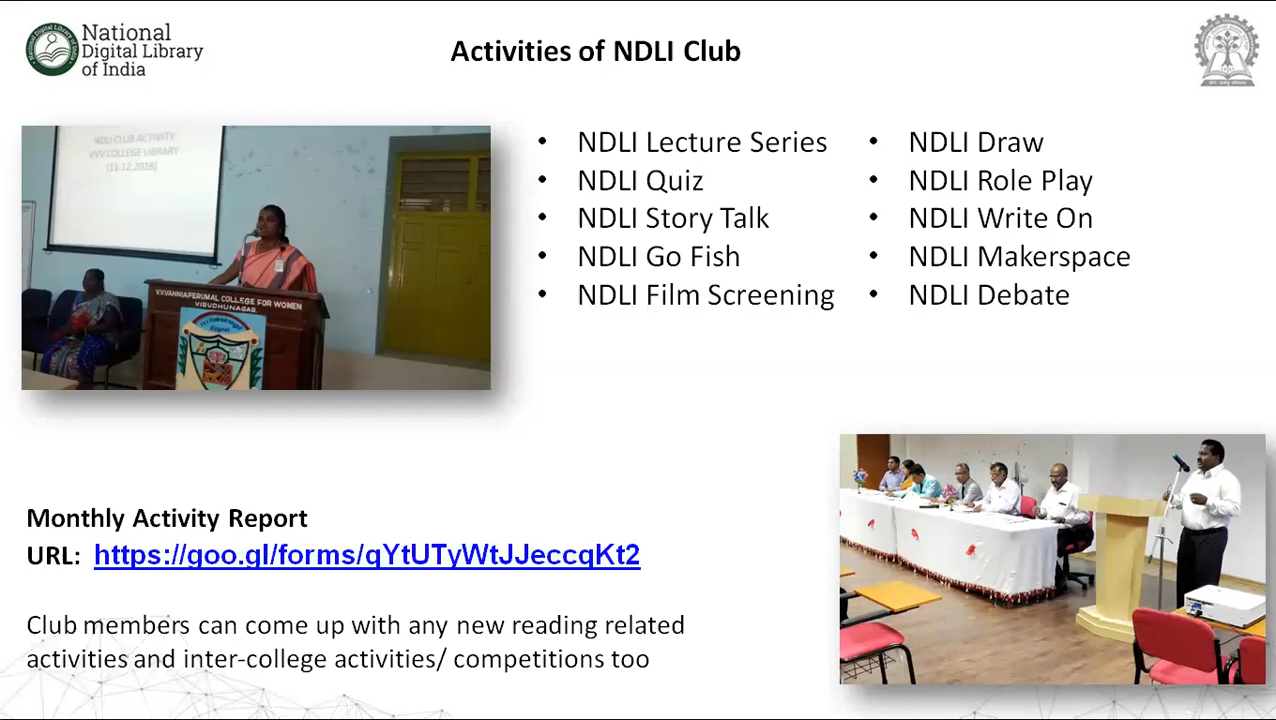 National
Digital Library
of India
Activities of NDLI Club
NDLI CLUB ACTIVITY
VVV COLLEGE LIBRARY
(11.12.2018)
V.V.VANNIAPERUMAL COLLEGE FOR WOMEN
VIRUDHUNAGAR.
• NDLI Lecture Series
• NDLI Quiz
• NDLI Story Talk
• NDLI Go Fish
• NDLI Film Screening
• NDLI Draw
• NDLI Role Play
• NDLI Write On
• NDLI Makerspace
• NDLI Debate
Monthly Activity Report
URL: https://goo.gl/forms/qYtUTyWtJJeccqKt2
Club members can come up with any new reading related
activities and inter-college activities/ competitions too